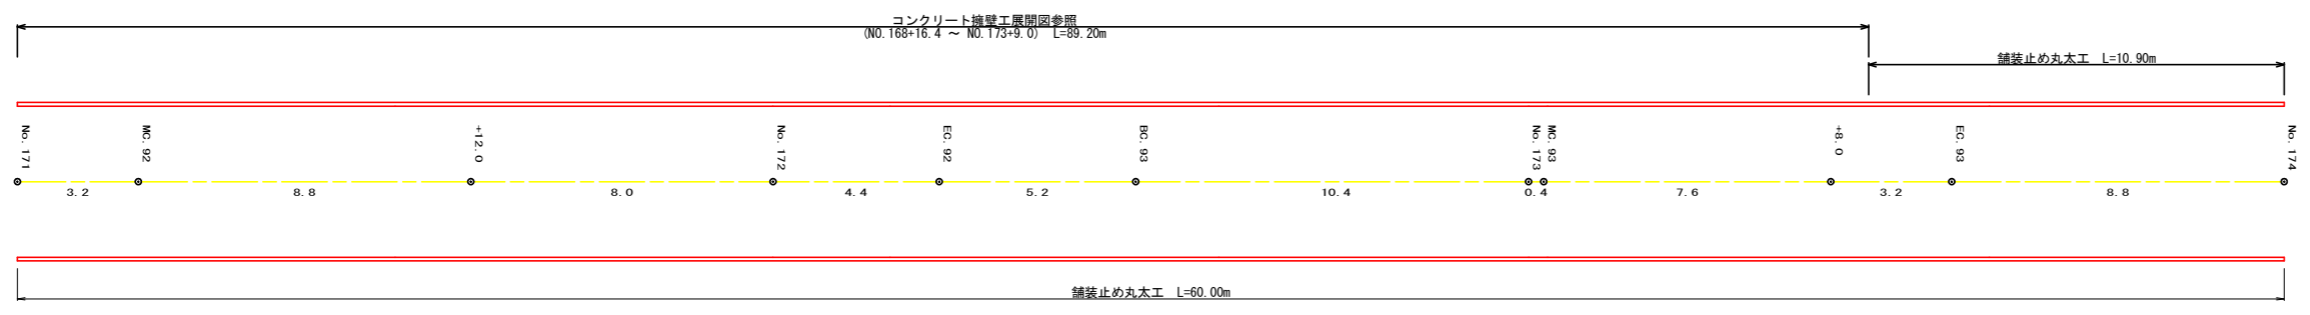 コンクリート擁壁工展開図参照
(NO.168+16.4 ～ NO.173+9.0) L=89.20m
舗装止め丸太工 L=10.90m
No. 171
MC. 92
+12.0
No. 172
EC. 92
BC. 93
No. 173
MC. 93
+8.0
EC. 93
No. 174
3.2
8.8
8.0
4.4
5.2
10.4
0.4
7.6
3.2
8.8
舗装止め丸太工 L=60.00m